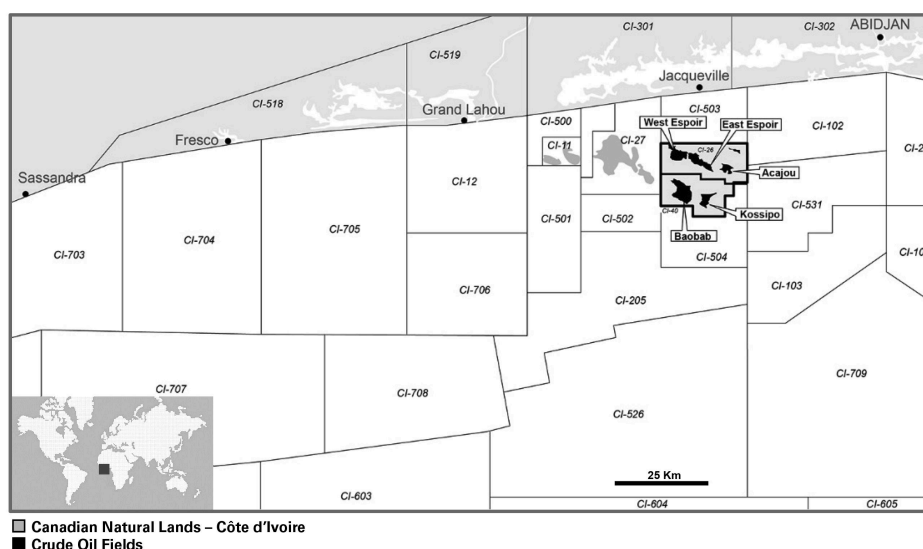 CI-301
CI-302
ABIDJAN
CI-519
Jacqueville
CI-518
Grand Lahou
CI-500
CI-503
West Espoir
East Espoir
CI-102
Fresco
CI-11
CI-27
CI-26
Acajou
Sassandra
CI-12
CI-501
CI-502
CI-40
Kossipo
CI-531
Baobab
CI-703
CI-704
CI-705
CI-504
CI-103
CI-706
CI-205
CI-707
CI-708
CI-709
CI-526
25 Km
CI-603
CI-604
CI-605
Canadian Natural Lands – Côte d'Ivoire
Crude Oil Fields